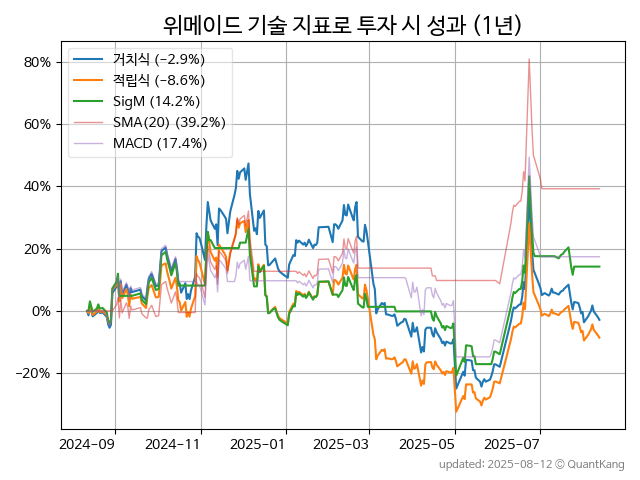 위메이드 기술 지표로 투자 시 성과 (1년)
거치식 (−2.9%)
적립식 (−8.6%)
SigM (14.2%)
SMA(20) (39.2%)
MACD (17.4%)
80%
60%
40%
20%
0%
−20%
2024−09
2024−11
2025−01
2025−03
2025−05
2025−07
updated: 2025−08−12 © QuantKang